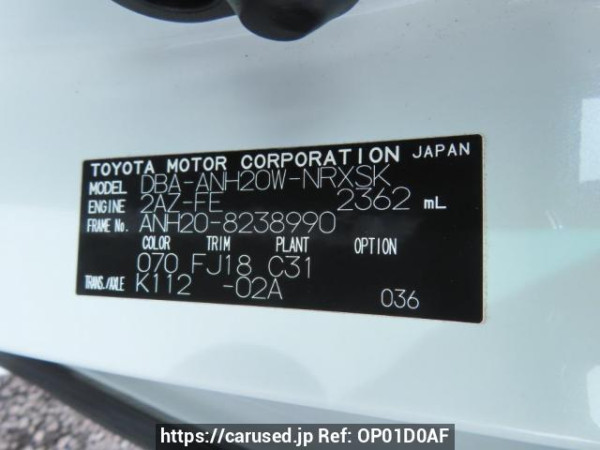 TOYOTA MOTOR CORPORATION JAPAN
MODEL DBA-ANH20W-NRXSK
ENGINE 2AZ-FE 2362 mL
FRAME No. ANH20-8238990
COLOR TRIM PLANT OPTION
070 FJ18 C31
TRANS./AXLE K112 -02A 036
https://carused.jp Ref: OP01D0AF